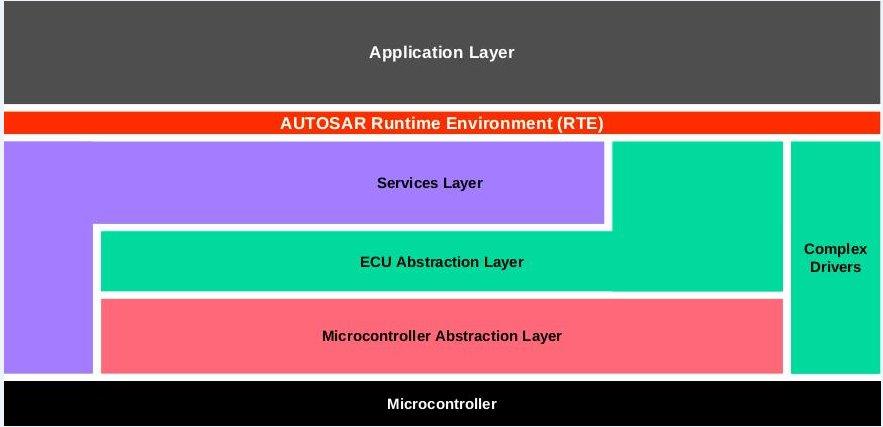 Application Layer
AUTOSAR Runtime Environment (RTE)
Services Layer
ECU Abstraction Layer
Complex
Drivers
Microcontroller Abstraction Layer
Microcontroller